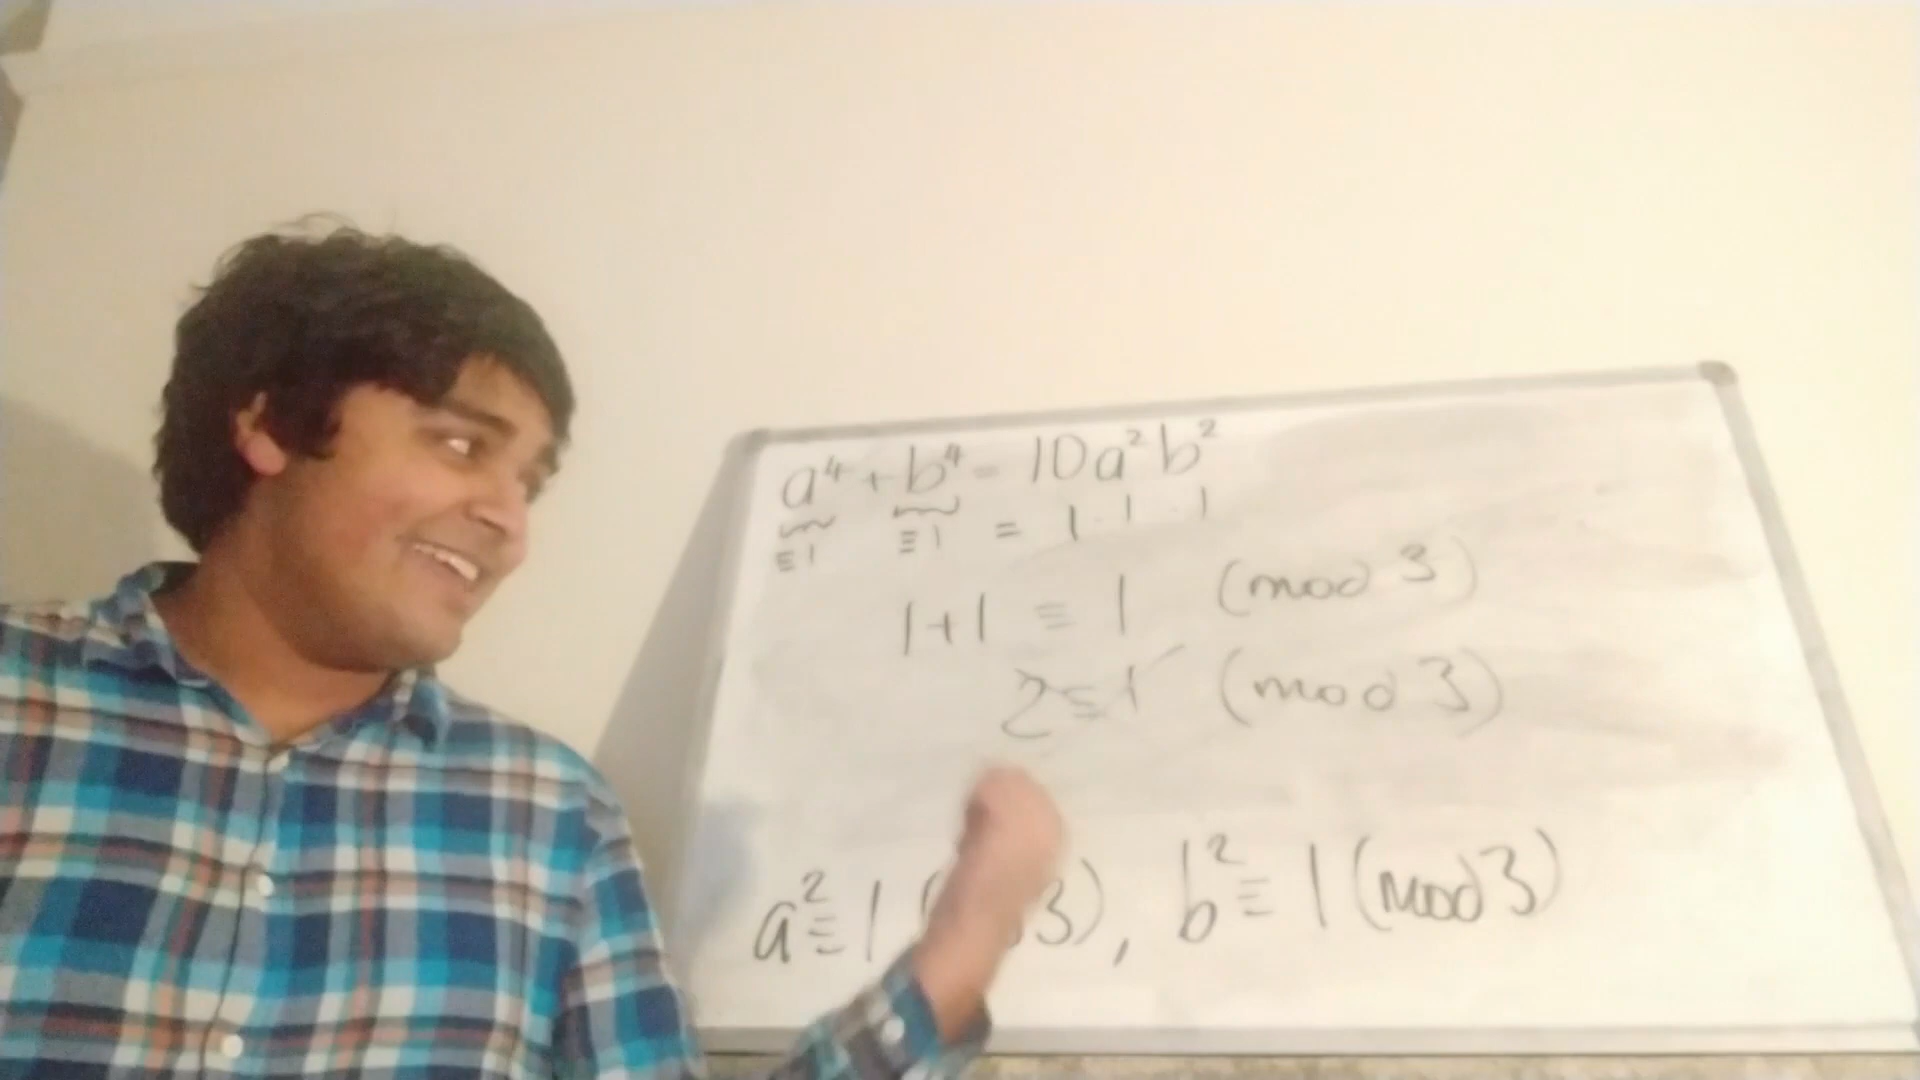 a⁴ + b⁴ = 10a²b²
≡1 ≡1 = 1·1·1
1+1 ≡ 1 (mod 3)
2≡1 (mod 3)
a²≡1 ( 3), b²≡1 (mod 3)